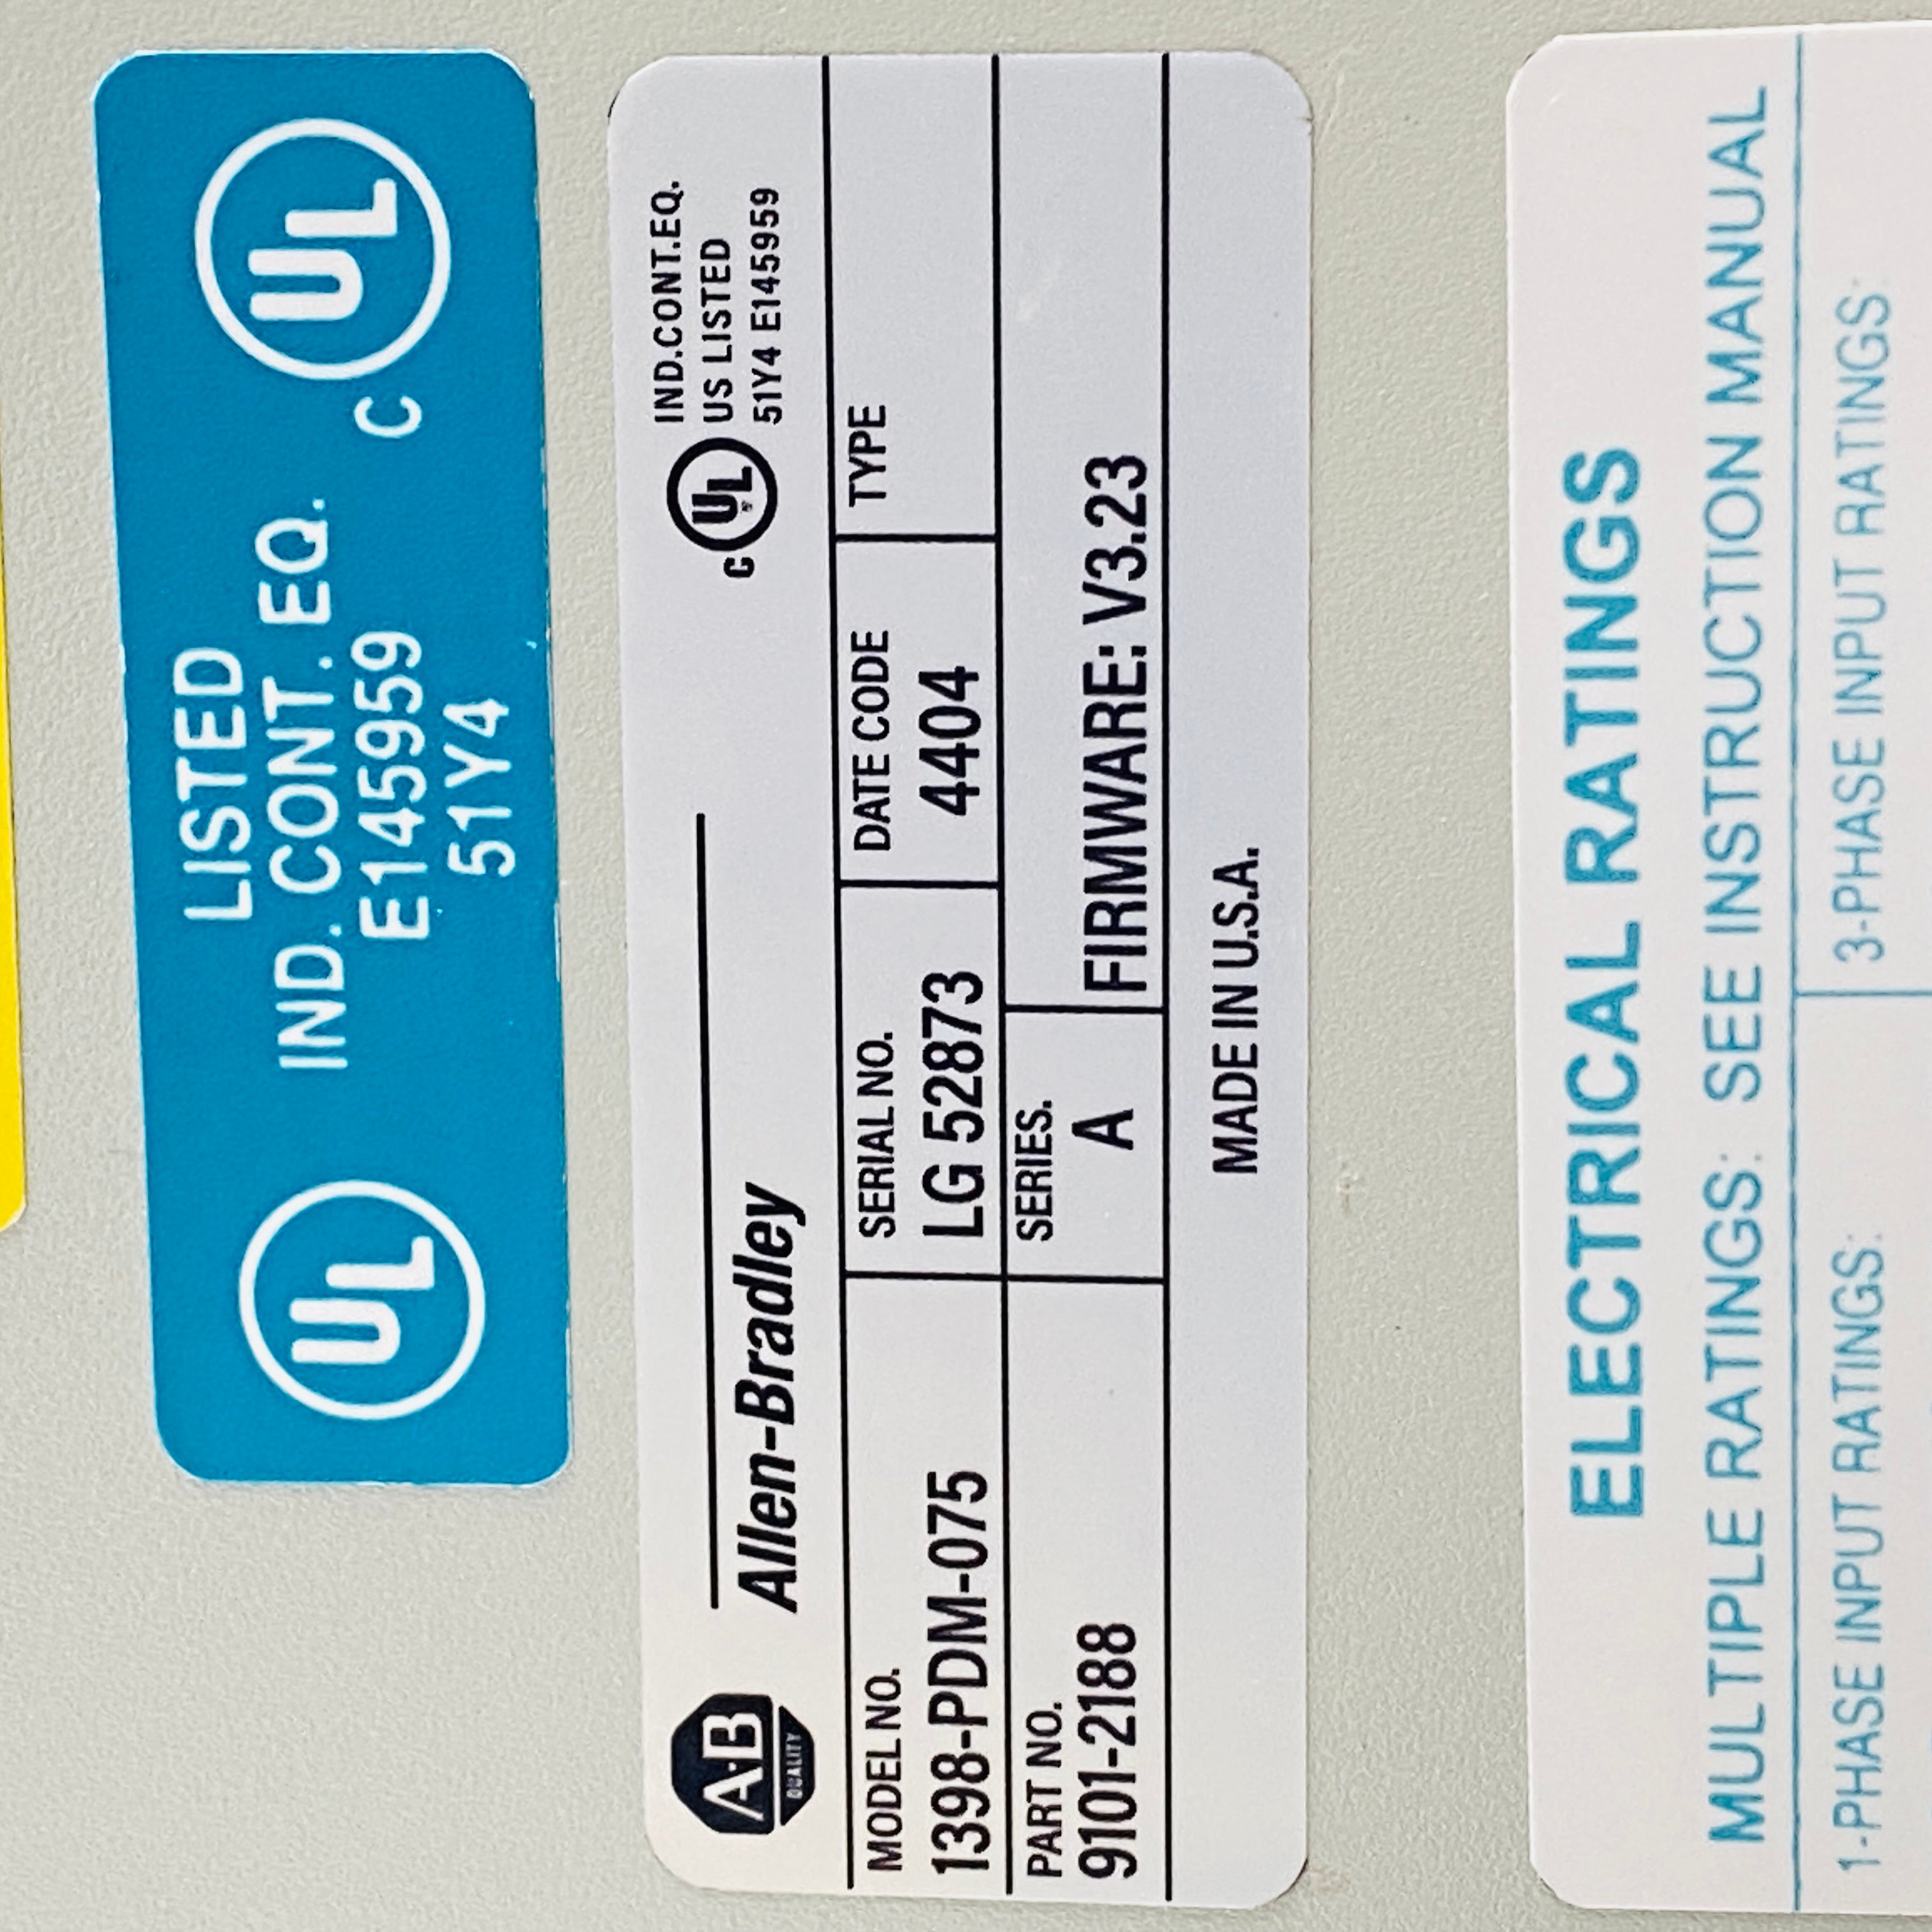 LISTED
IND. CONT. EQ.
E145959
51Y4
UL
C UL
A-B
QUALITY
Allen-Bradley
C UL
IND.CONT.EQ.
US LISTED
51Y4 E145959
MODEL NO.
1398-PDM-075
SERIAL NO.
LG 52873
DATE CODE
4404
TYPE
PART NO.
9101-2188
SERIES.
A
FIRMWARE: V3.23
MADE IN U.S.A.
ELECTRICAL RATINGS
MULTIPLE RATINGS: SEE INSTRUCTION MANUAL
1-PHASE INPUT RATINGS:
3-PHASE INPUT RATINGS: